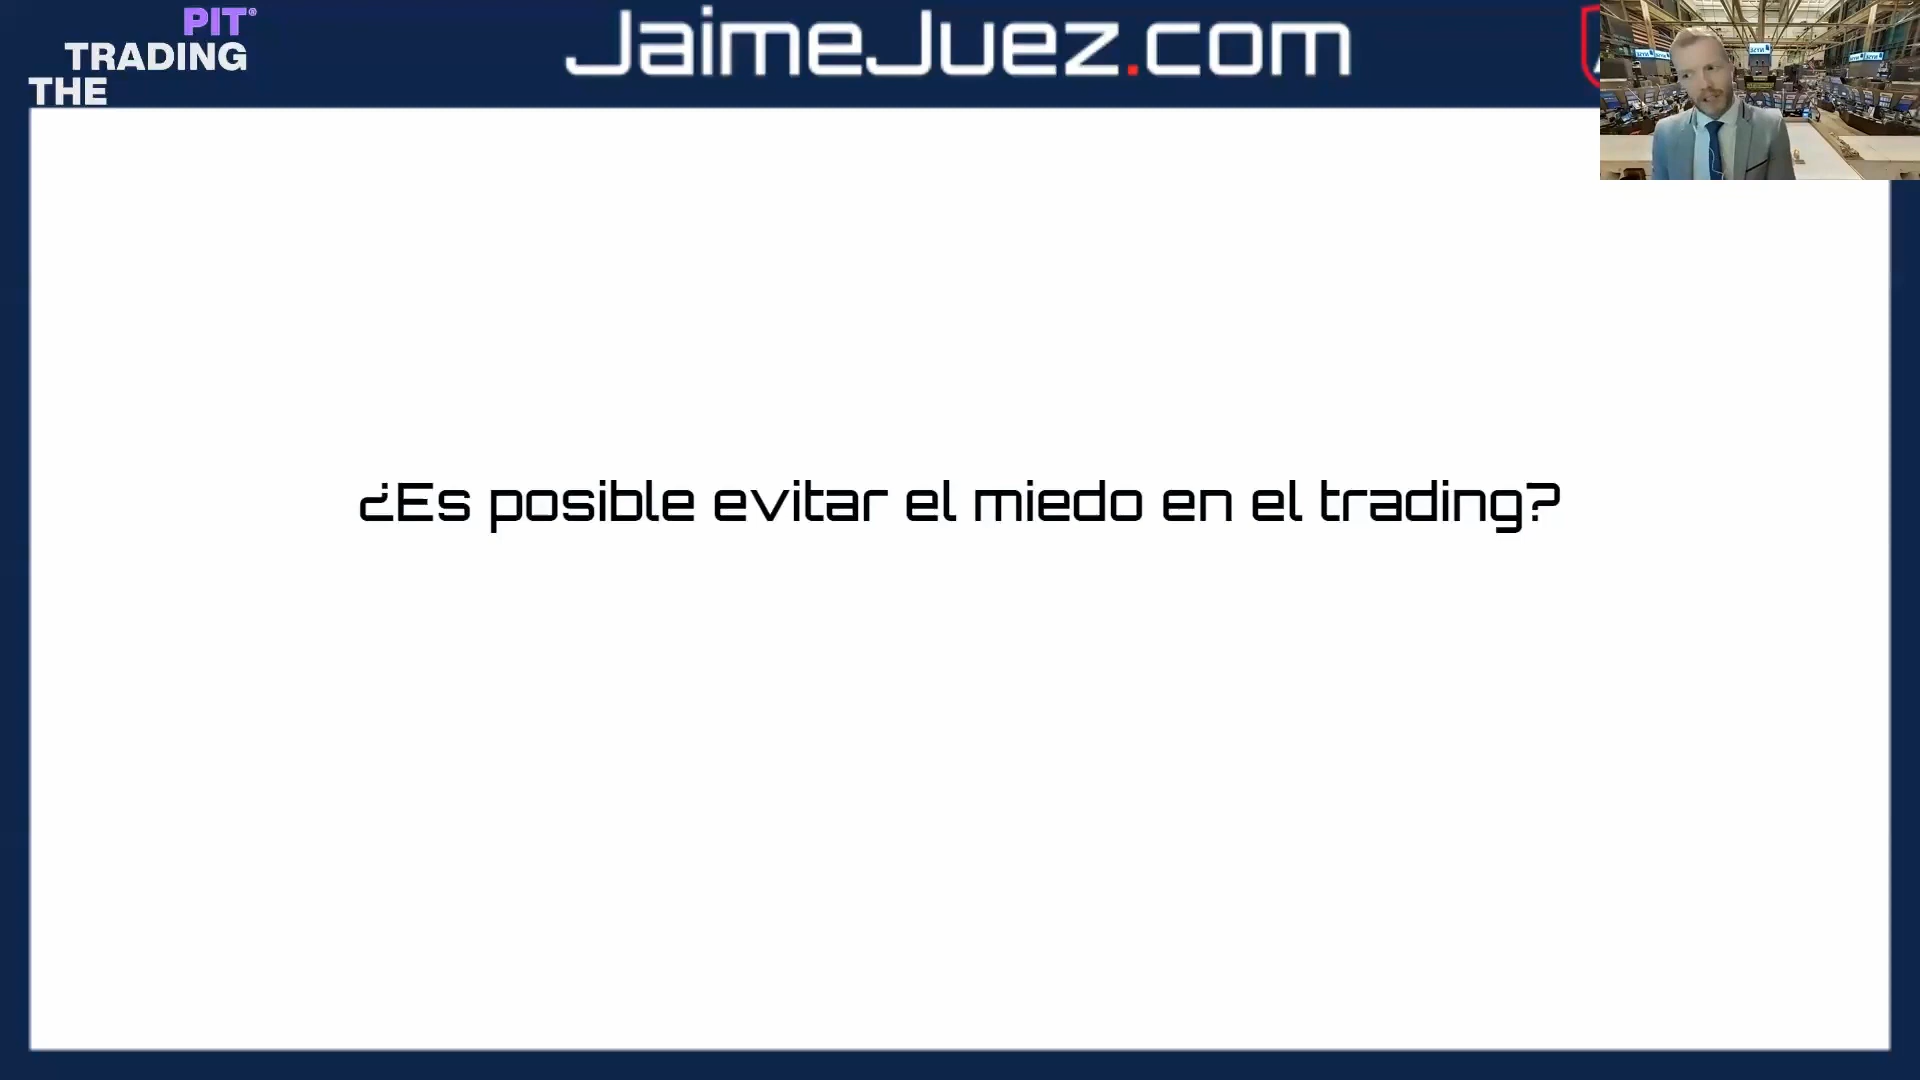 PIT®
TRADING
THE
JaimeJuez.com
¿Es posible evitar el miedo en el trading?